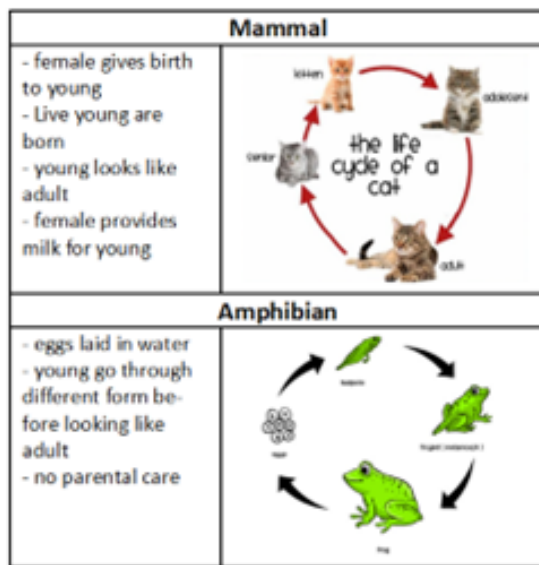 Mammal
- female gives birth
to young
- Live young are
born
- young looks like
adult
- female provides
milk for young
kitten
adolescent
the life
cycle of a
cat
senior
adult
Amphibian
- eggs laid in water
- young go through
different form be-
fore looking like
adult
- no parental care
tadpole
eggs
froglet (metamorph)
frog